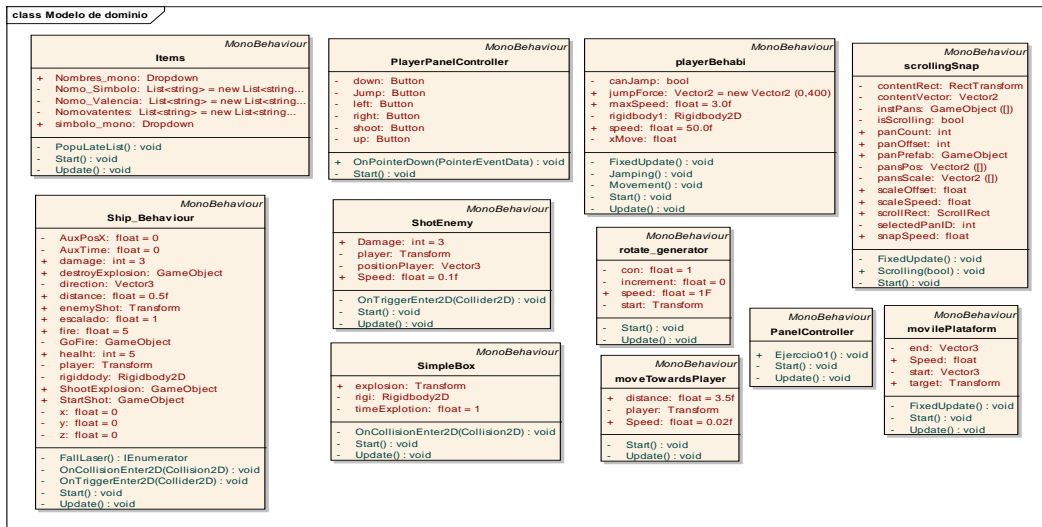 class Modelo de dominio
MonoBehaviour
Items
+ Nombres_mono: Dropdown
- Nomo_Simbolo: List<string> = new List<string...
- Nomo_Valencia: List<string> = new List<string...
- Nomovatentes: List<string> = new List<string...
+ simbolo_mono: Dropdown
- PopuLateList() : void
- Start() : void
- Update() : void
MonoBehaviour
PlayerPanelController
- down: Button
- Jump: Button
- left: Button
- right: Button
- shoot: Button
- up: Button
+ OnPointerDown(PointerEventData) : void
- Start() : void
MonoBehaviour
playerBehabi
- canJamp: bool
+ jumpForce: Vector2 = new Vector2 (0,400)
+ maxSpeed: float = 3.0f
- rigidbody1: Rigidbody2D
+ speed: float = 50.0f
- xMove: float
- FixedUpdate() : void
- Jamping() : void
- Movement() : void
- Start() : void
- Update() : void
MonoBehaviour
scrollingSnap
- contentRect: RectTransform
- contentVector: Vector2
- instPans: GameObject ([])
- isScrolling: bool
+ panCount: int
+ panOffset: int
+ panPrefab: GameObject
- pansPos: Vector2 ([])
- pansScale: Vector2 ([])
+ scaleOffset: float
+ scaleSpeed: float
+ scrollRect: ScrollRect
- selectedPanID: int
+ snapSpeed: float
- FixedUpdate() : void
+ Scrolling(bool) : void
- Start() : void
MonoBehaviour
Ship_Behaviour
- AuxPosX: float = 0
- AuxTime: float = 0
+ damage: int = 3
+ destroyExplosion: GameObject
- direction: Vector3
+ distance: float = 0.5f
+ enemyShot: Transform
+ escalado: float = 1
+ fire: float = 5
- GoFire: GameObject
+ healht: int = 5
- player: Transform
- rigiddody: Rigidbody2D
+ ShootExplosion: GameObject
+ StartShot: GameObject
- x: float = 0
- y: float = 0
- z: float = 0
- FallLaser() : IEnumerator
- OnCollisionEnter2D(Collision2D) : void
- OnTriggerEnter2D(Collider2D) : void
- Start() : void
- Update() : void
MonoBehaviour
ShotEnemy
+ Damage: int = 3
- player: Transform
- positionPlayer: Vector3
+ Speed: float = 0.1f
- OnTriggerEnter2D(Collider2D) : void
- Start() : void
- Update() : void
MonoBehaviour
SimpleBox
+ explosion: Transform
- rigi: Rigidbody2D
- timeExplotion: float = 1
- OnCollisionEnter2D(Collision2D) : void
- Start() : void
- Update() : void
MonoBehaviour
rotate_generator
- con: float = 1
- increment: float = 0
+ speed: float = 1F
- start: Transform
- Start() : void
- Update() : void
MonoBehaviour
moveTowardsPlayer
+ distance: float = 3.5f
- player: Transform
+ Speed: float = 0.02f
- Start() : void
- Update() : void
MonoBehaviour
PanelController
+ Ejerccio01() : void
- Start() : void
- Update() : void
MonoBehaviour
movilePlataform
- end: Vector3
+ Speed: float
- start: Vector3
+ target: Transform
- FixedUpdate() : void
- Start() : void
- Update() : void